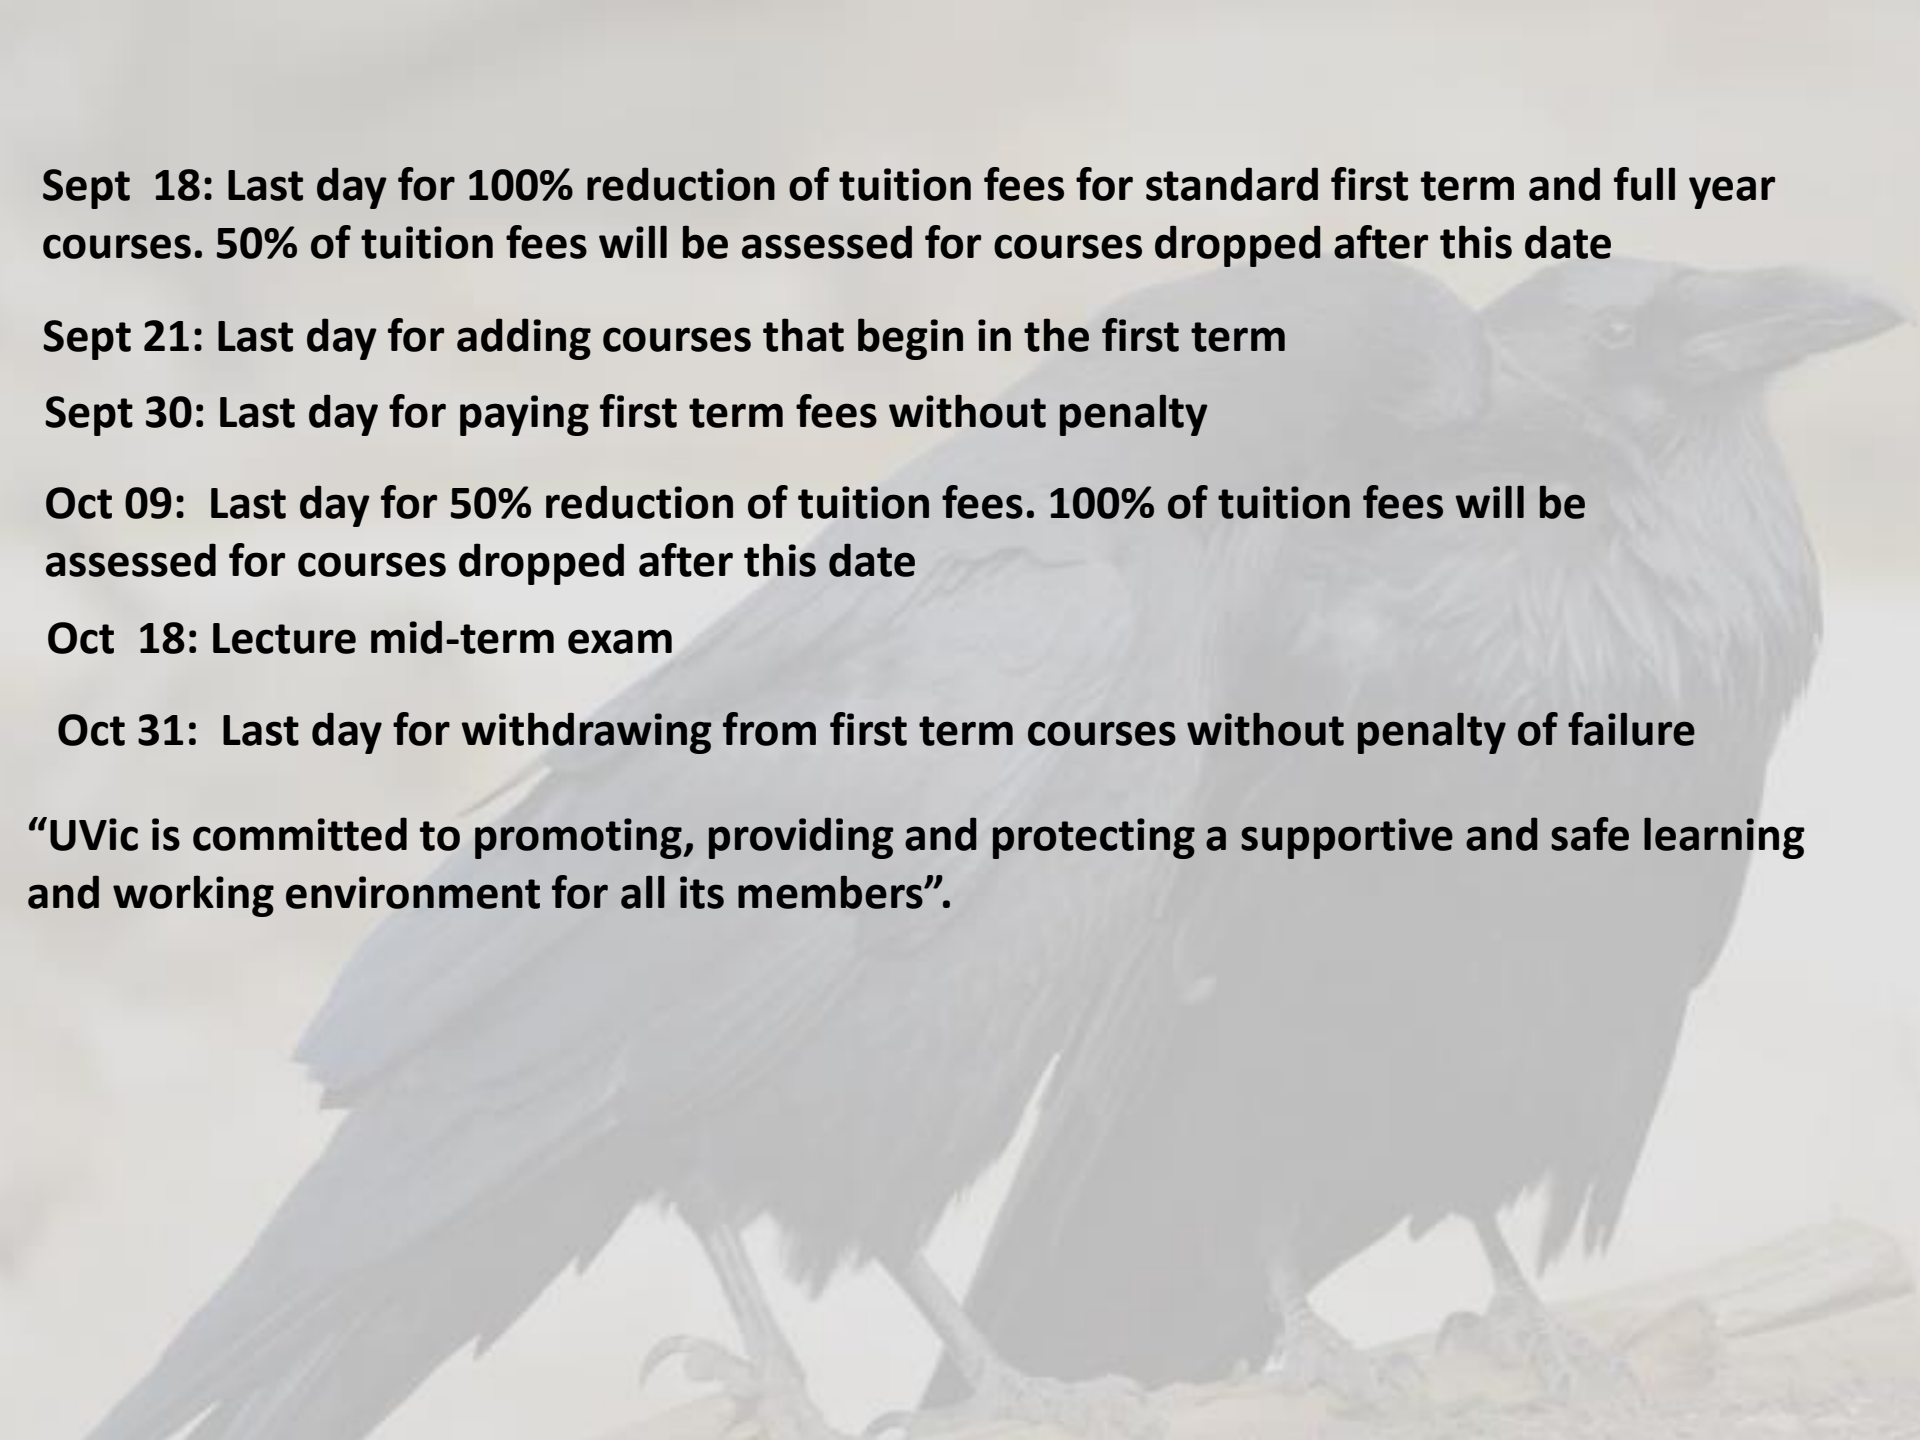 Sept  18: Last day for 100% reduction of tuition fees for standard first term and full year
courses. 50% of tuition fees will be assessed for courses dropped after this date
Sept 21: Last day for adding courses that begin in the first term
Sept 30: Last day for paying first term fees without penalty
Oct 09:  Last day for 50% reduction of tuition fees. 100% of tuition fees will be
assessed for courses dropped after this date
Oct  18: Lecture mid-term exam
Oct 31:  Last day for withdrawing from first term courses without penalty of failure
“UVic is committed to promoting, providing and protecting a supportive and safe learning
and working environment for all its members”.